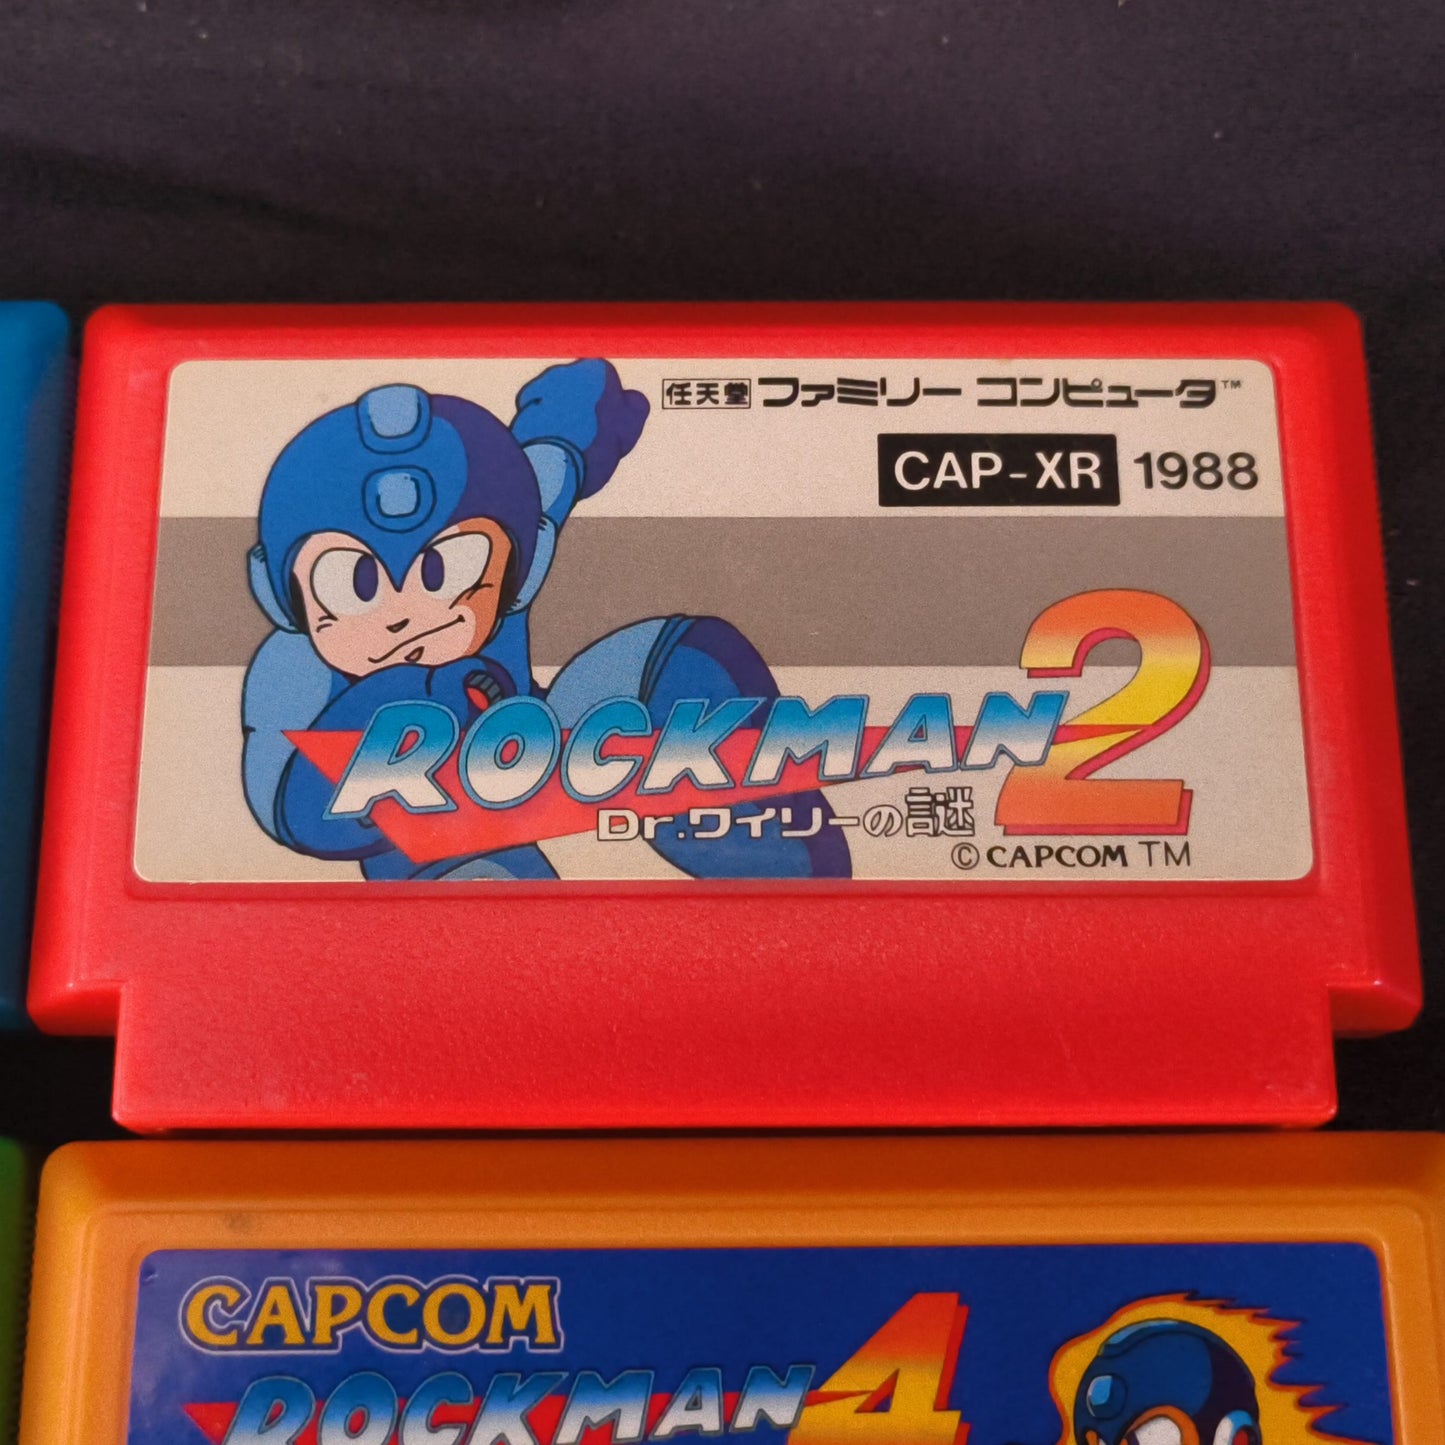 任天堂 ファミリー コンピュータ™
CAP-XR 1988
ROCKMAN 2
Dr.ワイリーの謎
© CAPCOM TM
CAPCOM
ROCKMAN 4